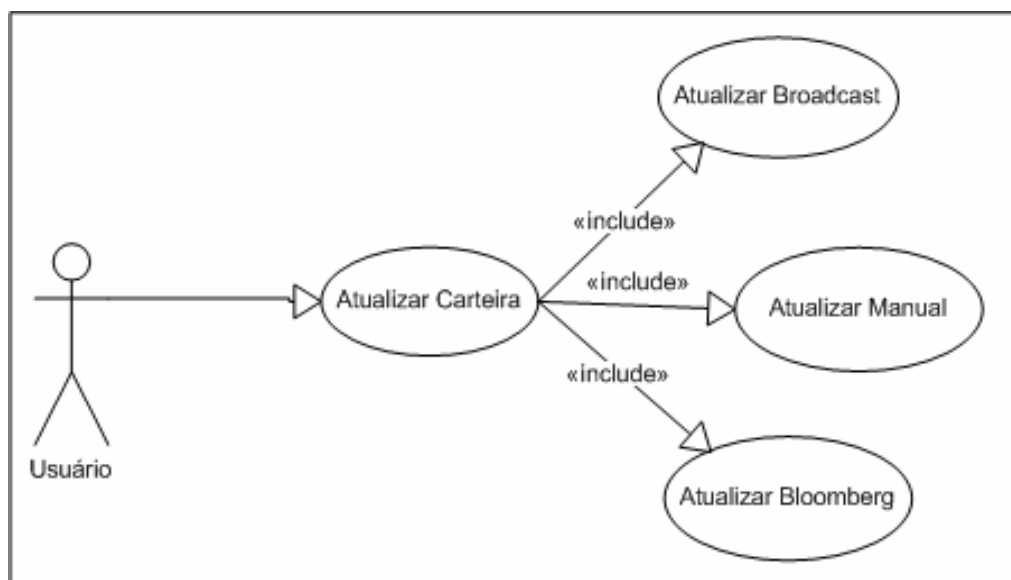 Atualizar Broadcast
«include»
Atualizar Carteira
«include»
Atualizar Manual
«include»
Usuário
Atualizar Bloomberg